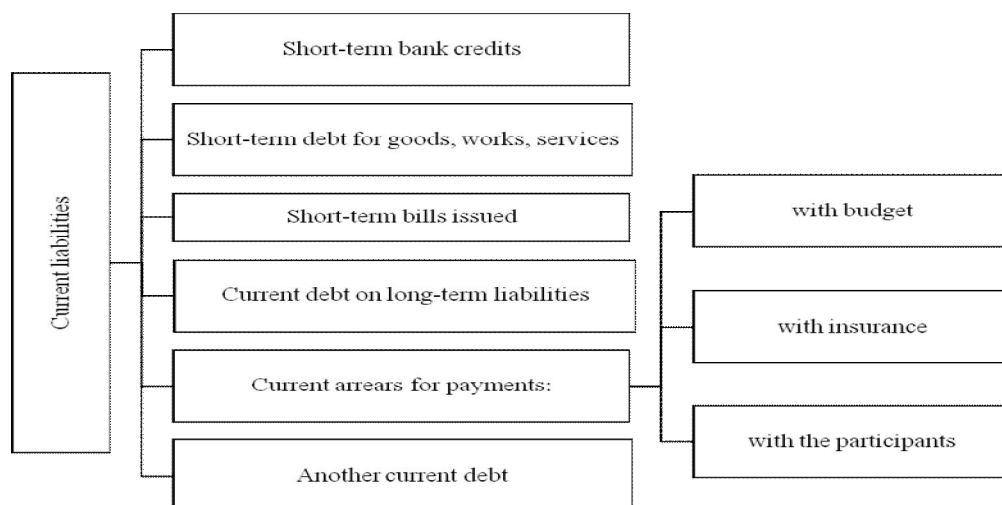 Current liabilities
Short-term bank credits
Short-term debt for goods, works, services
Short-term bills issued
Current debt on long-term liabilities
Current arrears for payments:
Another current debt
with budget
with insurance
with the participants